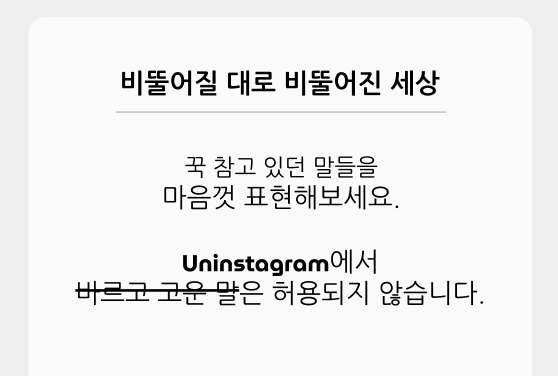 비뚤어질 대로 비뚤어진 세상
꾹 참고 있던 말들을
마음껏 표현해보세요.
Uninstagram에서
바르고 고운 말은 허용되지 않습니다.